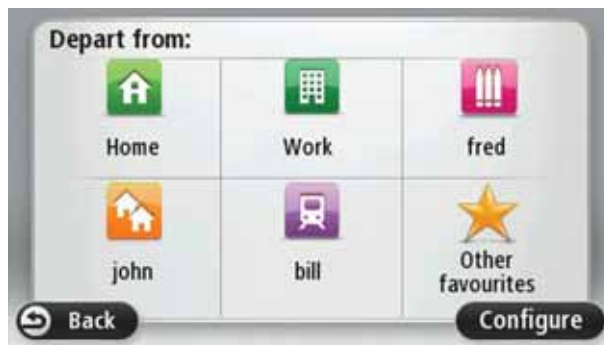 Depart from:
Home
Work
fred
john
bill
Other
favourites
Back
Configure